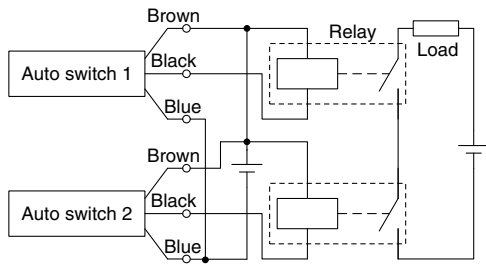 Brown
Relay
Load
Black
Auto switch 1
Blue
Brown
Black
Auto switch 2
Blue